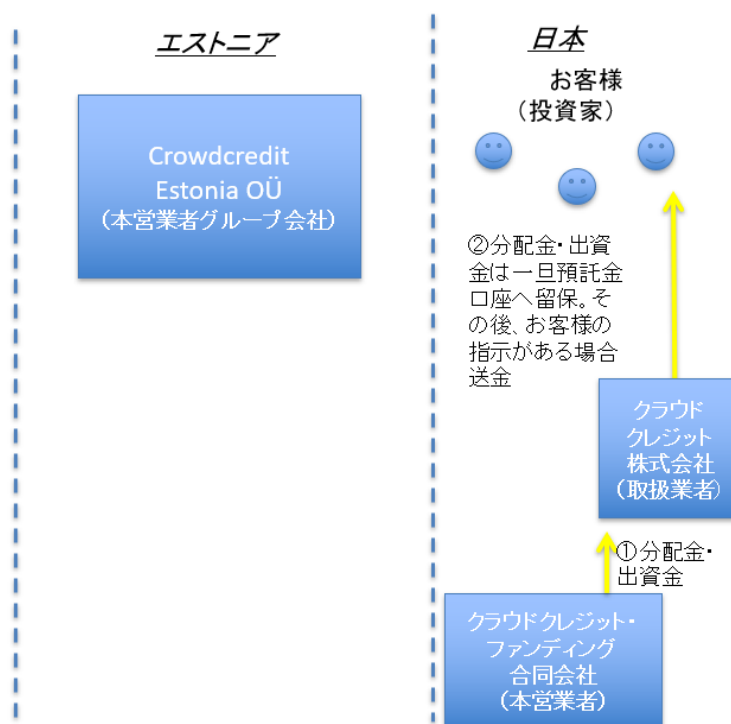 エストニア
Crowdcredit
Estonia OÜ
（本営業者グループ会社）
日本
お客様
（投資家）
②分配金・出資
金は一旦預託金
口座へ留保。そ
の後、お客様の
指示がある場合
送金
クラウド
クレジット
株式会社
（取扱業者）
①分配金・
出資金
クラウドクレジット・
ファンディング
合同会社
（本営業者）